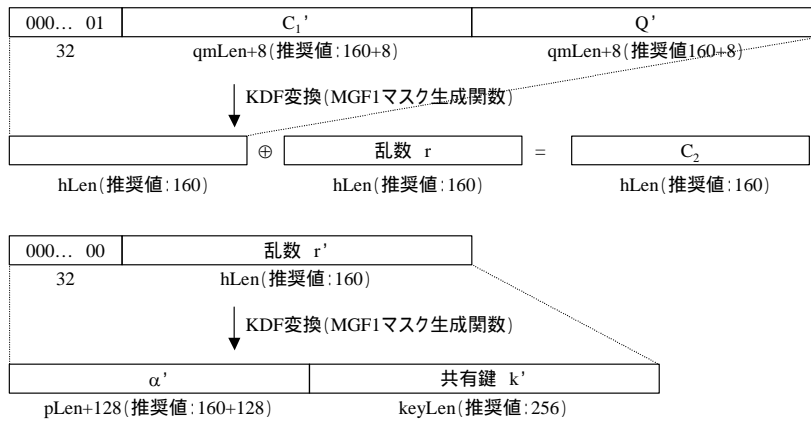 000… 01 C₁’ Q’
32 qmLen+8(推奨値:160+8) qmLen+8(推奨値160+8)
KDF変換(MGF1マスク生成関数)
⊕ 乱数 r = C₂
hLen(推奨値:160) hLen(推奨値:160) hLen(推奨値:160)
000… 00 乱数 r’
32 hLen(推奨値:160)
KDF変換(MGF1マスク生成関数)
α’ 共有鍵 k’
pLen+128(推奨値:160+128) keyLen(推奨値:256)